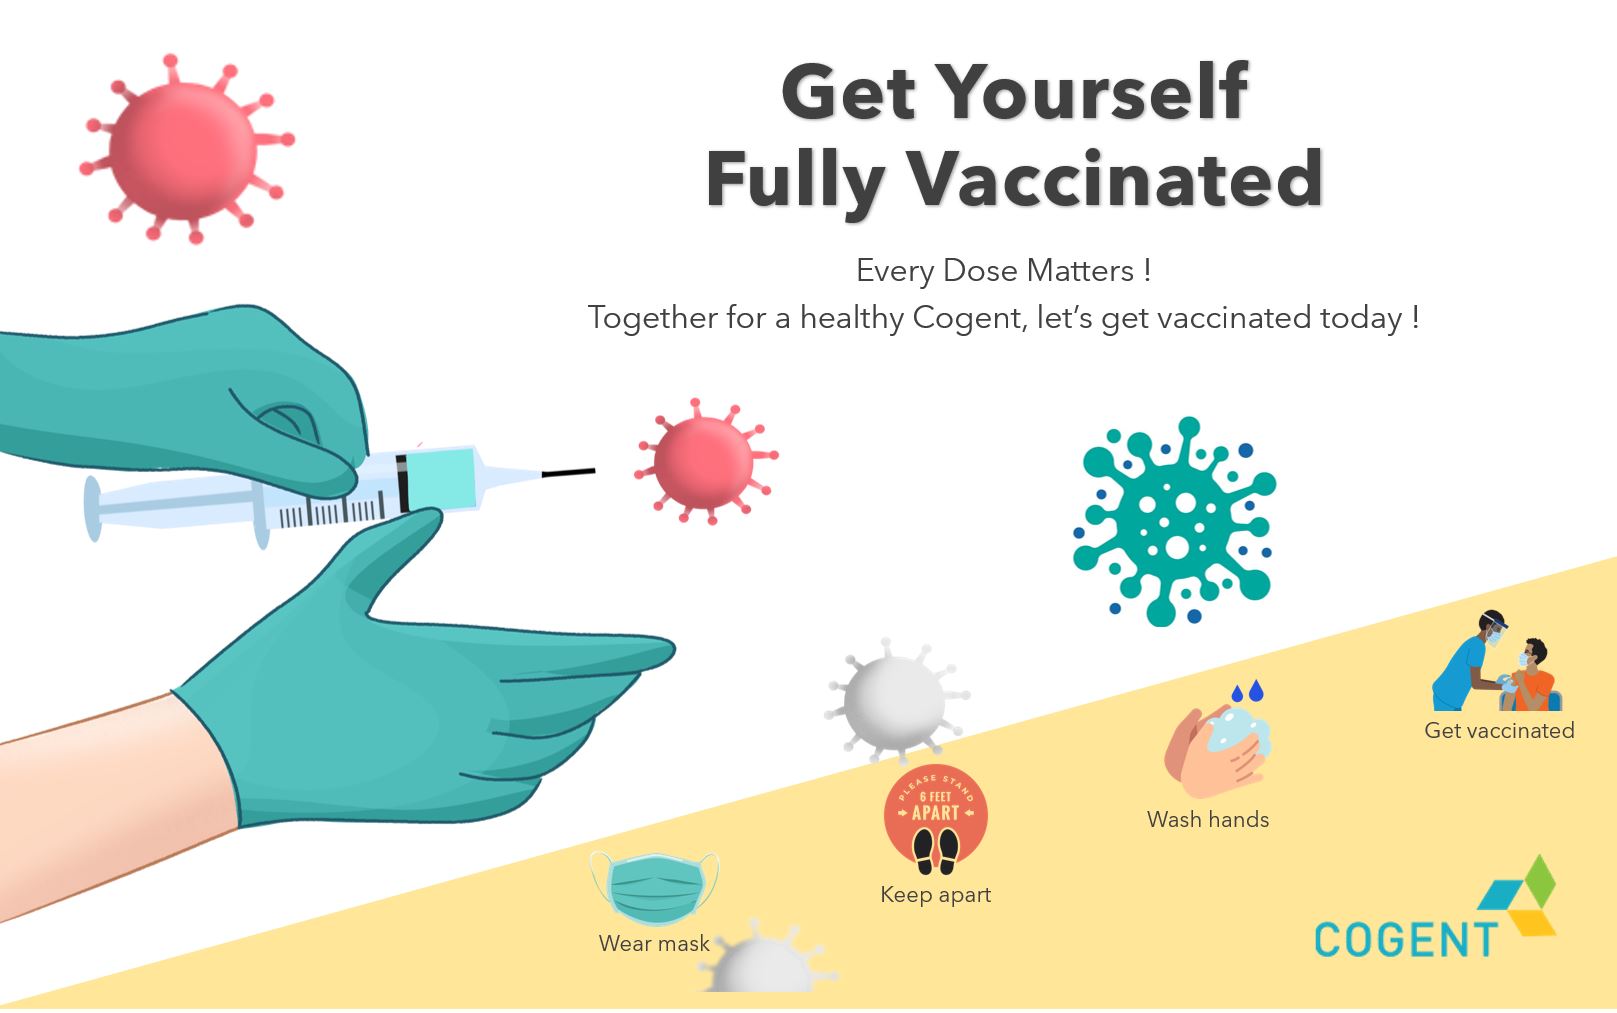 Get Yourself
Fully Vaccinated
Every Dose Matters !
Together for a healthy Cogent, let’s get vaccinated today !
Get vaccinated
Wash hands
PLEASE STAND
6 FEET
APART
Keep apart
Wear mask
COGENT